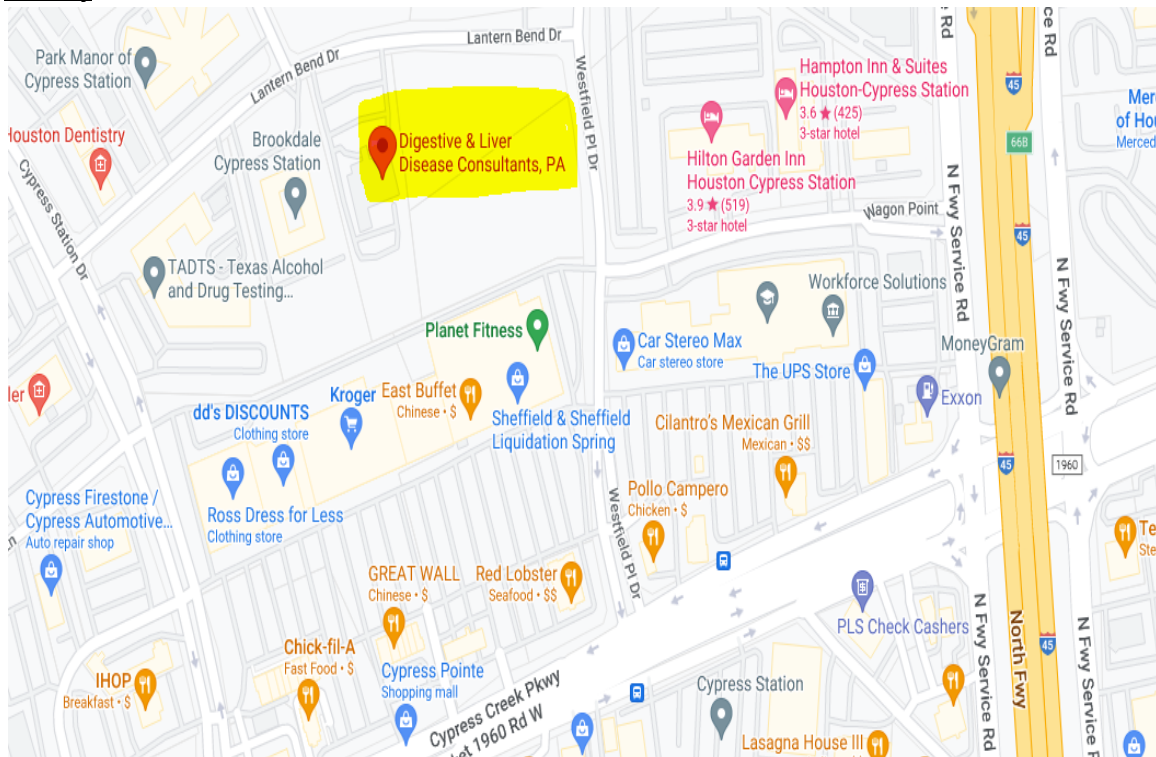 Lantern Bend Dr
Park Manor of
Cypress Station
Lantern Bend Dr
Westfield Pl Dr
Hampton Inn & Suites
Houston-Cypress Station
3.6 ★ (425)
3-star hotel
N Fwy Service Rd
ce Rd
Rd
45
66B
Houston Dentistry
Brookdale
Cypress Station
Digestive & Liver
Disease Consultants, PA
Hilton Garden Inn
Houston Cypress Station
3.9 ★ (519)
3-star hotel
Wagon Point
45
Cypress Station Dr
TADTS - Texas Alcohol
and Drug Testing...
Workforce Solutions
N Fwy Service Rd
Planet Fitness
Car Stereo Max
Car stereo store
MoneyGram
The UPS Store
Exxon
Kroger
East Buffet
Chinese • $
dd's DISCOUNTS
Clothing store
Sheffield & Sheffield
Liquidation Spring
Cilantro's Mexican Grill
Mexican • $$
45
1960
Cypress Firestone /
Cypress Automotive...
Auto repair shop
Ross Dress for Less
Clothing store
Pollo Campero
Chicken • $
Westfield Pl Dr
GREAT WALL
Chinese • $
Red Lobster
Seafood • $$
PLS Check Cashers
N Fwy Service Rd
North Fwy
N Fwy Service R
45
Chick-fil-A
Fast Food • $
IHOP
Breakfast • $
Cypress Pointe
Shopping mall
Cypress Creek Pkwy
1960 Rd W
Cypress Station
Lasagna House III